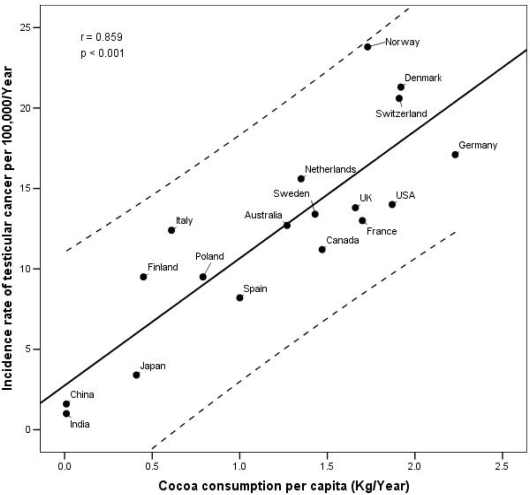 r = 0.859
p < 0.001
Incidence rate of testicular cancer per 100,000/Year
25
20
15
10
5
0
Norway
Denmark
Switzerland
Germany
Netherlands
Sweden
UK
USA
Australia
France
Italy
Canada
Poland
Finland
Spain
Japan
China
India
0.0 0.5 1.0 1.5 2.0 2.5
Cocoa consumption per capita (Kg/Year)